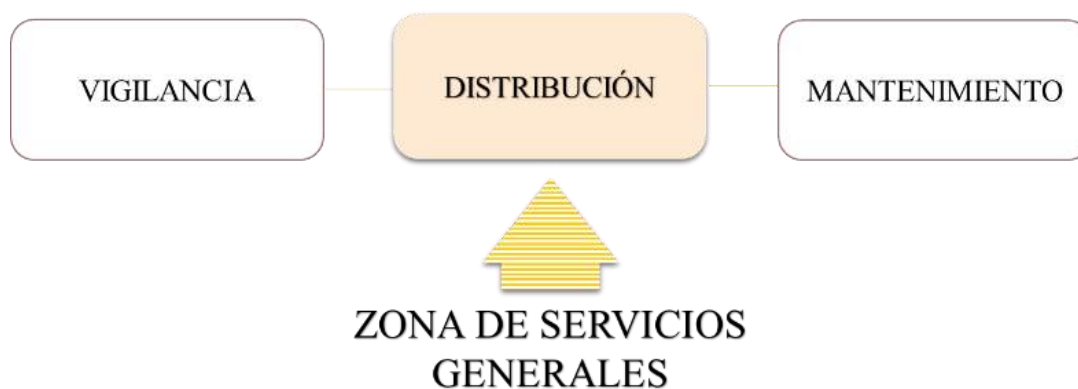 VIGILANCIA
DISTRIBUCIÓN
MANTENIMIENTO
ZONA DE SERVICIOS
GENERALES